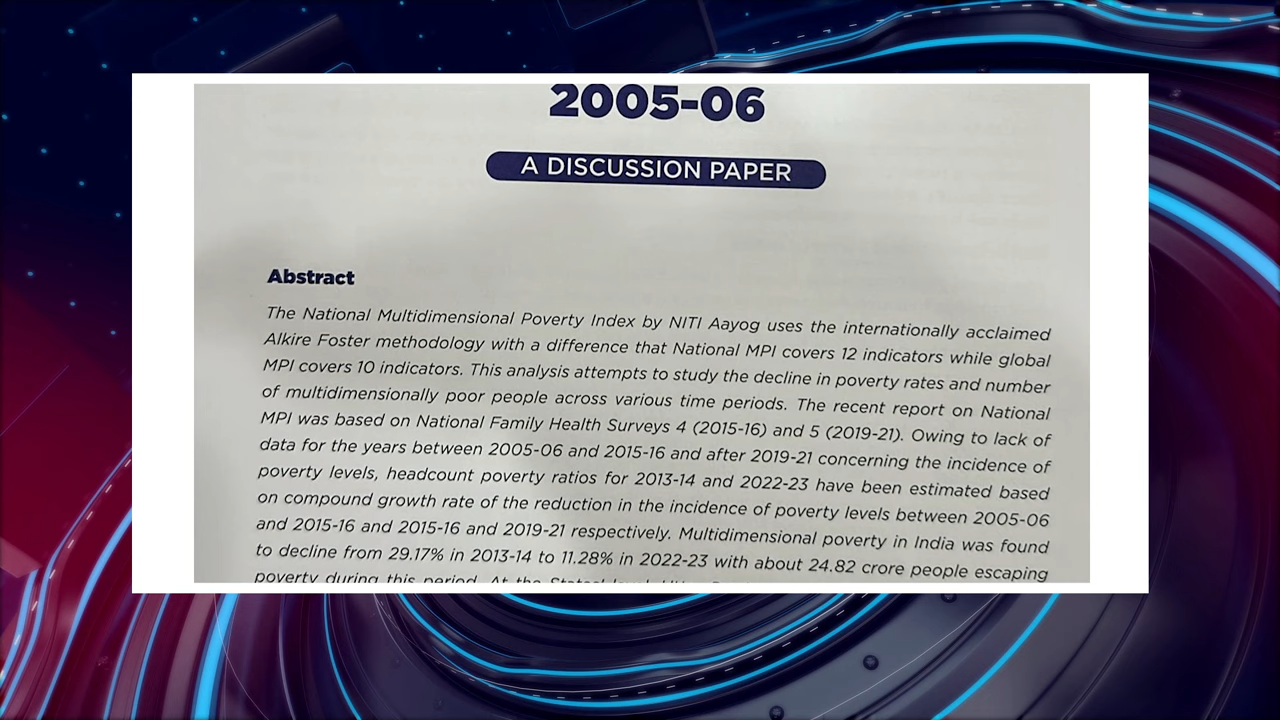 2005-06
A DISCUSSION PAPER
Abstract
The National Multidimensional Poverty Index by NITI Aayog uses the internationally acclaimed
Alkire Foster methodology with a difference that National MPI covers 12 indicators while global
MPI covers 10 indicators. This analysis attempts to study the decline in poverty rates and number
of multidimensionally poor people across various time periods. The recent report on National
MPI was based on National Family Health Surveys 4 (2015-16) and 5 (2019-21). Owing to lack of
data for the years between 2005-06 and 2015-16 and after 2019-21 concerning the incidence of
poverty levels, headcount poverty ratios for 2013-14 and 2022-23 have been estimated based
on compound growth rate of the reduction in the incidence of poverty levels between 2005-06
and 2015-16 and 2015-16 and 2019-21 respectively. Multidimensional poverty in India was found
to decline from 29.17% in 2013-14 to 11.28% in 2022-23 with about 24.82 crore people escaping
poverty during this period. At the